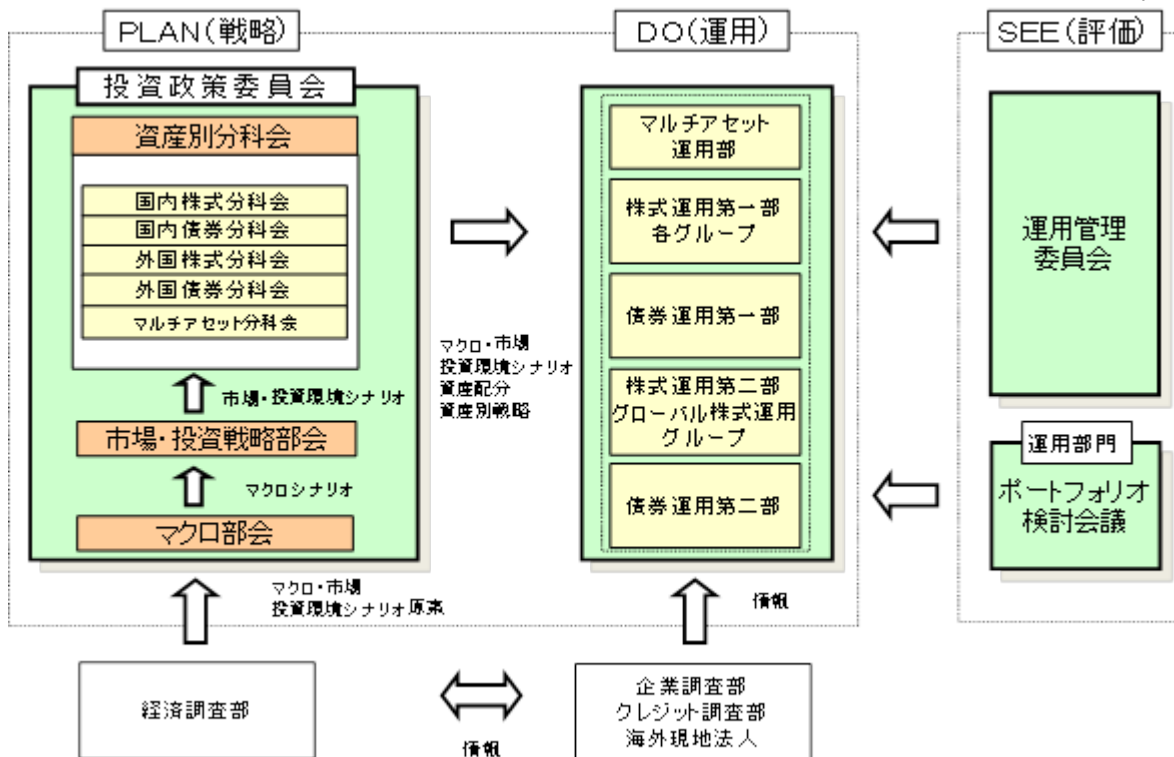 PLAN(戦略)
投資政策委員会
資産別分科会
国内株式分科会
国内債券分科会
外国株式分科会
外国債券分科会
マルチアセット分科会
市場・投資環境シナリオ
市場・投資戦略部会
マクロシナリオ
マクロ部会
マクロ・市場
投資環境シナリオ原案
経済調査部
マクロ・市場
投資環境シナリオ
資産配分
資産別戦略
情報
DO(運用)
マルチアセット
運用部
株式運用第一部
各グループ
債券運用第一部
株式運用第二部
グローバル株式運用
グループ
債券運用第二部
情報
企業調査部
クレジット調査部
海外現地法人
SEE(評価)
運用管理
委員会
運用部門
ポートフォリオ
検討会議